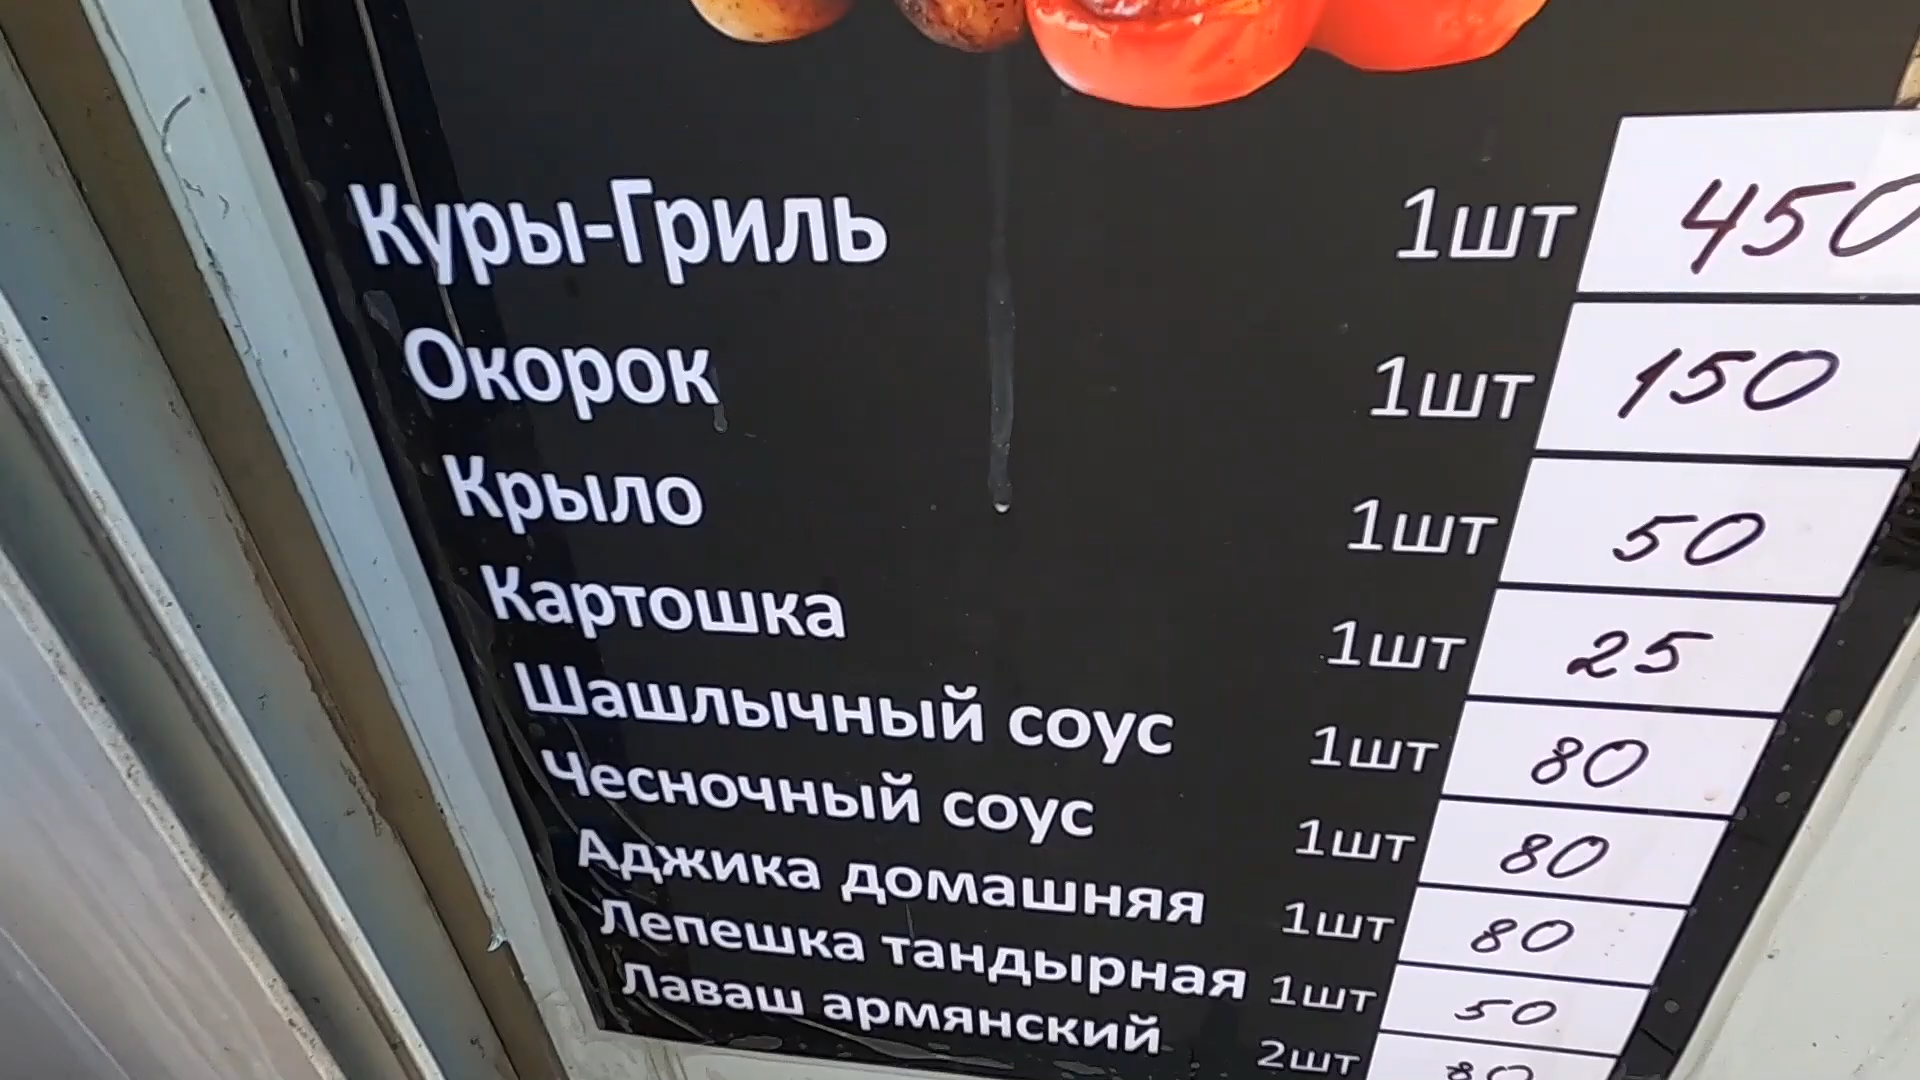 Куры-Гриль 1шт 450
Окорок 1шт 150
Крыло 1шт 50
Картошка 1шт 25
Шашлычный соус 1шт 80
Чесночный соус 1шт 80
Аджика домашняя 1шт 80
Лепешка тандырная 1шт 50
Лаваш армянский 2шт 80